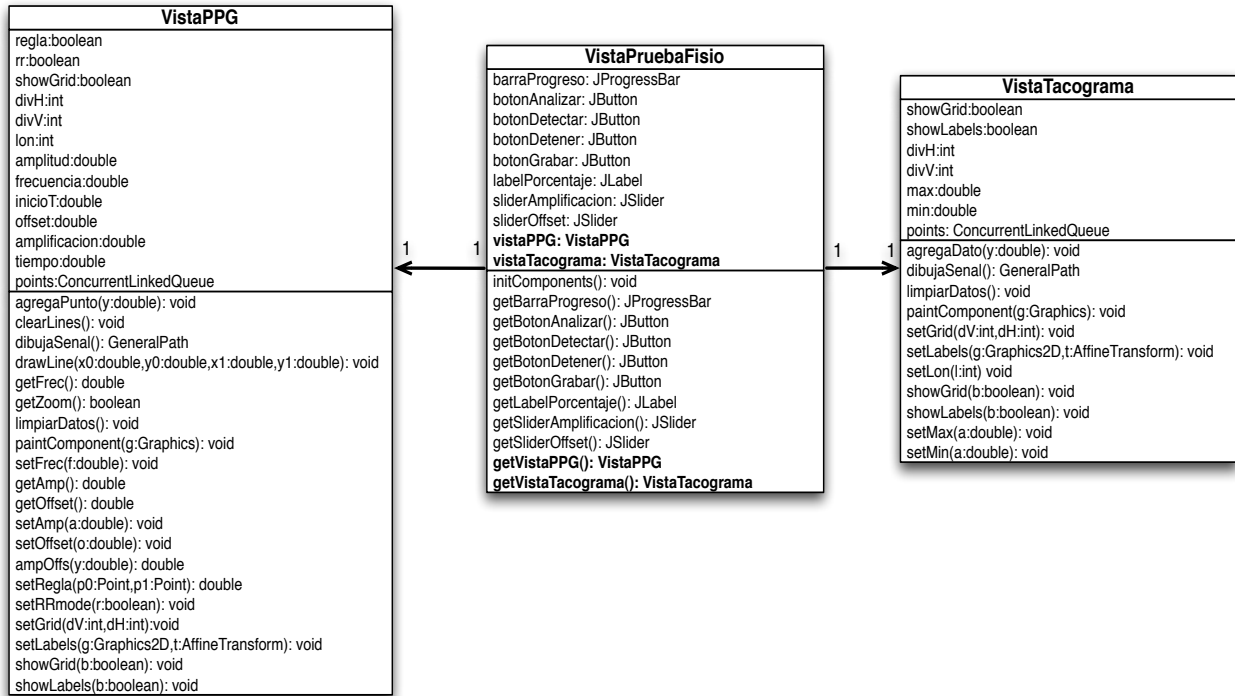 VistaPPG
regla:boolean
rr:boolean
showGrid:boolean
divH:int
divV:int
lon:int
amplitud:double
frecuencia:double
inicioT:double
offset:double
amplificacion:double
tiempo:double
points:ConcurrentLinkedQueue
agregaPunto(y:double): void
clearLines(): void
dibujaSenal(): GeneralPath
drawLine(x0:double,y0:double,x1:double,y1:double): void
getFrec(): double
getZoom(): boolean
limpiarDatos(): void
paintComponent(g:Graphics): void
setFrec(f:double): void
getAmp(): double
getOffset(): double
setAmp(a:double): void
setOffset(o:double): void
ampOffs(y:double): double
setRegla(p0:Point,p1:Point): double
setRRmode(r:boolean): void
setGrid(dV:int,dH:int):void
setLabels(g:Graphics2D,t:AffineTransform): void
showGrid(b:boolean): void
showLabels(b:boolean): void
1
1
VistaPruebaFisio
barraProgreso: JProgressBar
botonAnalizar: JButton
botonDetectar: JButton
botonDetener: JButton
botonGrabar: JButton
labelPorcentaje: JLabel
sliderAmplificacion: JSlider
sliderOffset: JSlider
vistaPPG: VistaPPG
vistaTacograma: VistaTacograma
initComponents(): void
getBarraProgreso(): JProgressBar
getBotonAnalizar(): JButton
getBotonDetectar(): JButton
getBotonDetener(): JButton
getBotonGrabar(): JButton
getLabelPorcentaje(): JLabel
getSliderAmplificacion(): JSlider
getSliderOffset(): JSlider
getVistaPPG(): VistaPPG
getVistaTacograma(): VistaTacograma
1
1
VistaTacograma
showGrid:boolean
showLabels:boolean
divH:int
divV:int
max:double
min:double
points: ConcurrentLinkedQueue
agregaDato(y:double): void
dibujaSenal(): GeneralPath
limpiarDatos(): void
paintComponent(g:Graphics): void
setGrid(dV:int,dH:int): void
setLabels(g:Graphics2D,t:AffineTransform): void
setLon(l:int) void
showGrid(b:boolean): void
showLabels(b:boolean): void
setMax(a:double): void
setMin(a:double): void